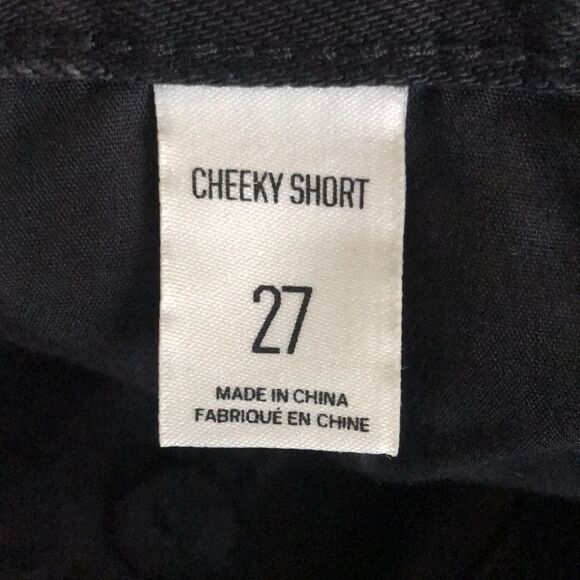 CHEEKY SHORT
27
MADE IN CHINA
FABRIQUÉ EN CHINE